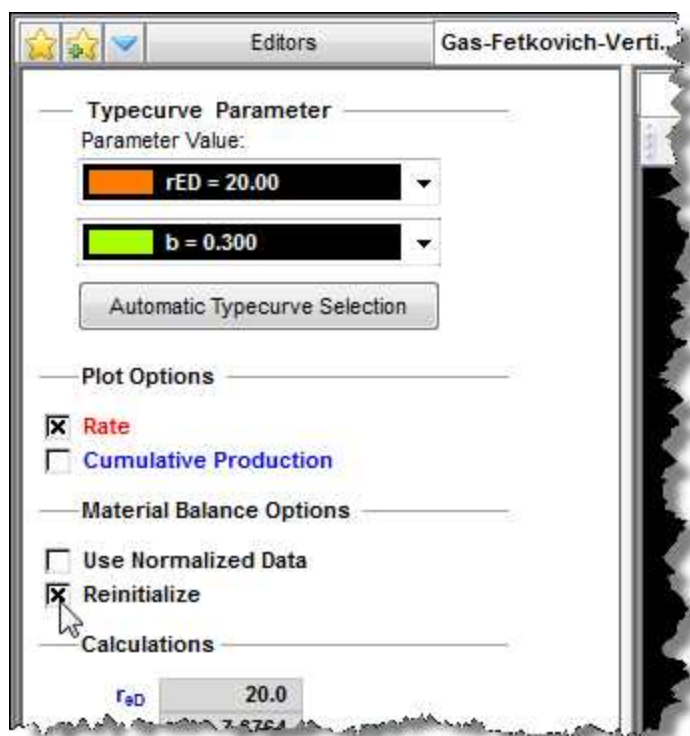 Editors Gas-Fetkovich-Verti...
Typecurve Parameter
Parameter Value:
rED = 20.00
b = 0.300
Automatic Typecurve Selection
Plot Options
Rate
Cumulative Production
Material Balance Options
Use Normalized Data
Reinitialize
Calculations
reD 20.0